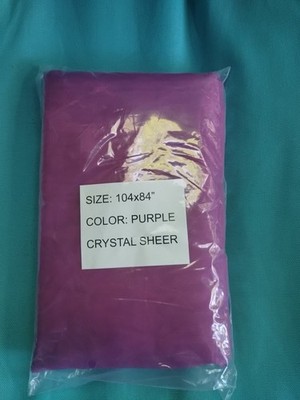 SIZE: 104x84"
COLOR: PURPLE
CRYSTAL SHEER